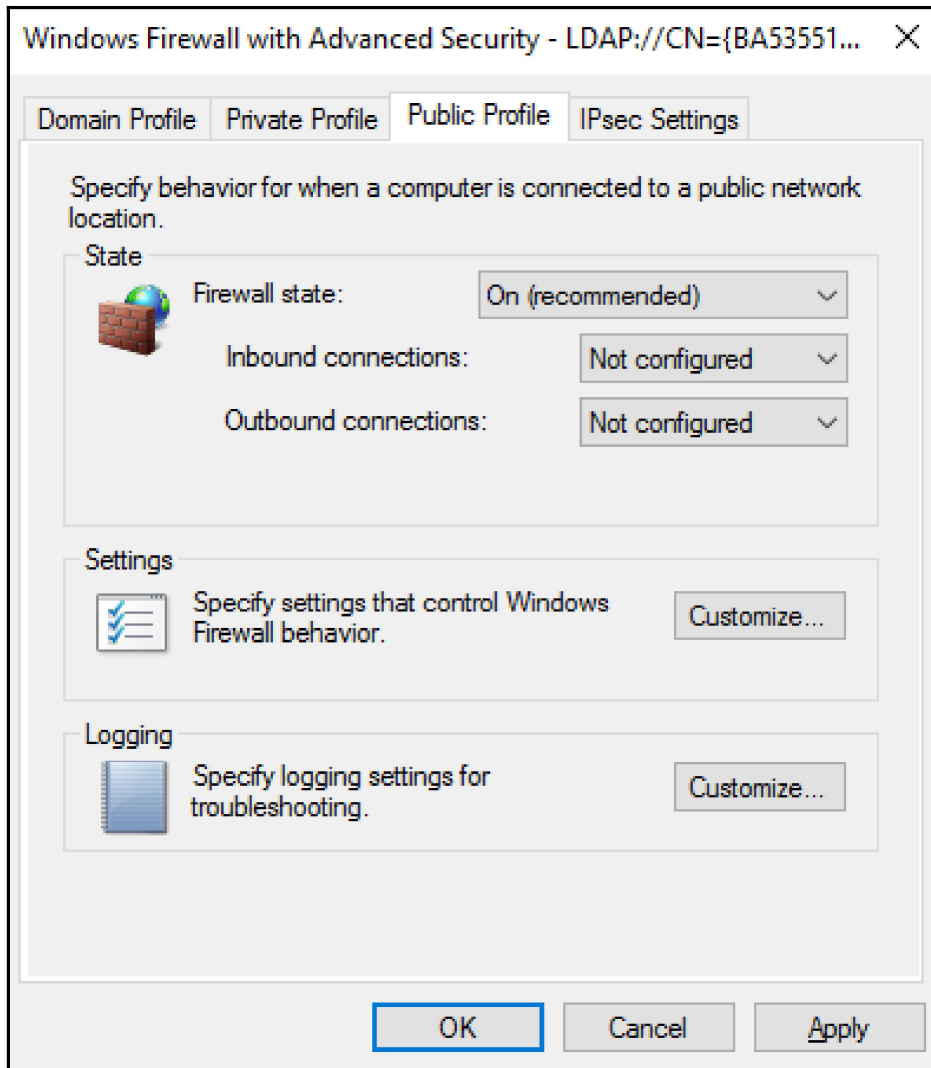 Windows Firewall with Advanced Security - LDAP://CN={BA53551...
Domain Profile
Private Profile
Public Profile
IPsec Settings
Specify behavior for when a computer is connected to a public network
location.
State
Firewall state:
On (recommended)
Inbound connections:
Not configured
Outbound connections:
Not configured
Settings
Specify settings that control Windows
Firewall behavior.
Customize...
Logging
Specify logging settings for
troubleshooting.
Customize...
OK
Cancel
Apply